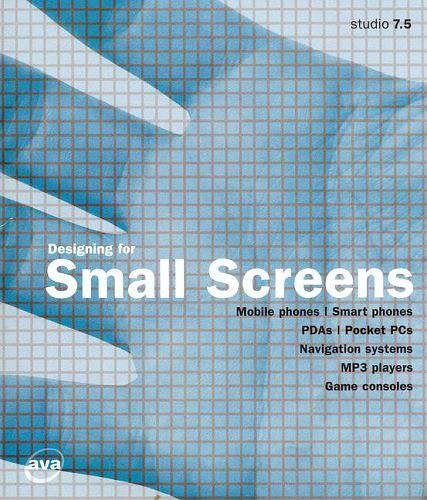 studio 7.5
Designing for
Small Screens
Mobile phones | Smart phones
PDAs | Pocket PCs
Navigation systems
MP3 players
Game consoles
ava